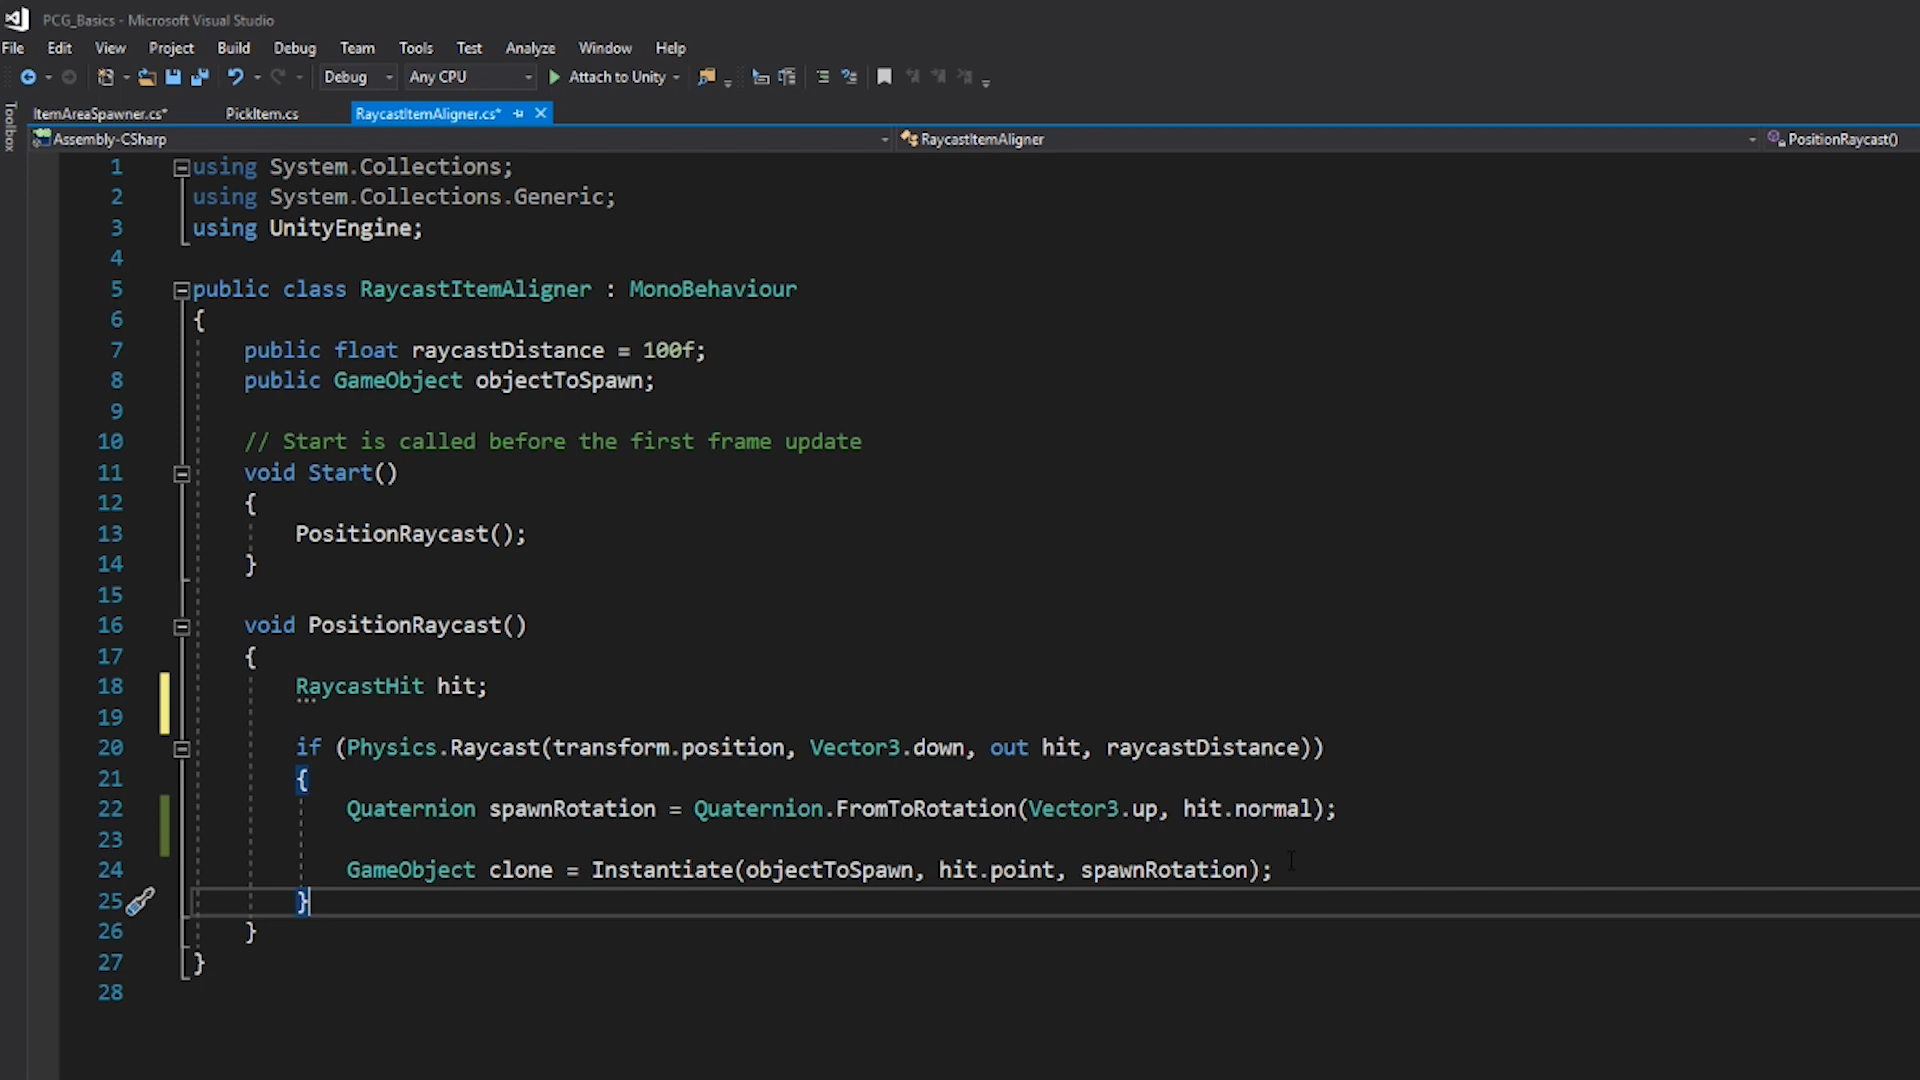 PCG_Basics - Microsoft Visual Studio
File Edit View Project Build Debug Team Tools Test Analyze Window Help
Debug Any CPU Attach to Unity
Toolbox
ItemAreaSpawner.cs* PickItem.cs RaycastItemAligner.cs*
Assembly-CSharp RaycastItemAligner PositionRaycast()
1 using System.Collections;
2 using System.Collections.Generic;
3 using UnityEngine;
4
5 public class RaycastItemAligner : MonoBehaviour
6 {
7 public float raycastDistance = 100f;
8 public GameObject objectToSpawn;
9
10 // Start is called before the first frame update
11 void Start()
12 {
13 PositionRaycast();
14 }
15
16 void PositionRaycast()
17 {
18 RaycastHit hit;
19
20 if (Physics.Raycast(transform.position, Vector3.down, out hit, raycastDistance))
21 {
22 Quaternion spawnRotation = Quaternion.FromToRotation(Vector3.up, hit.normal);
23
24 GameObject clone = Instantiate(objectToSpawn, hit.point, spawnRotation);
25 }
26 }
27 }
28